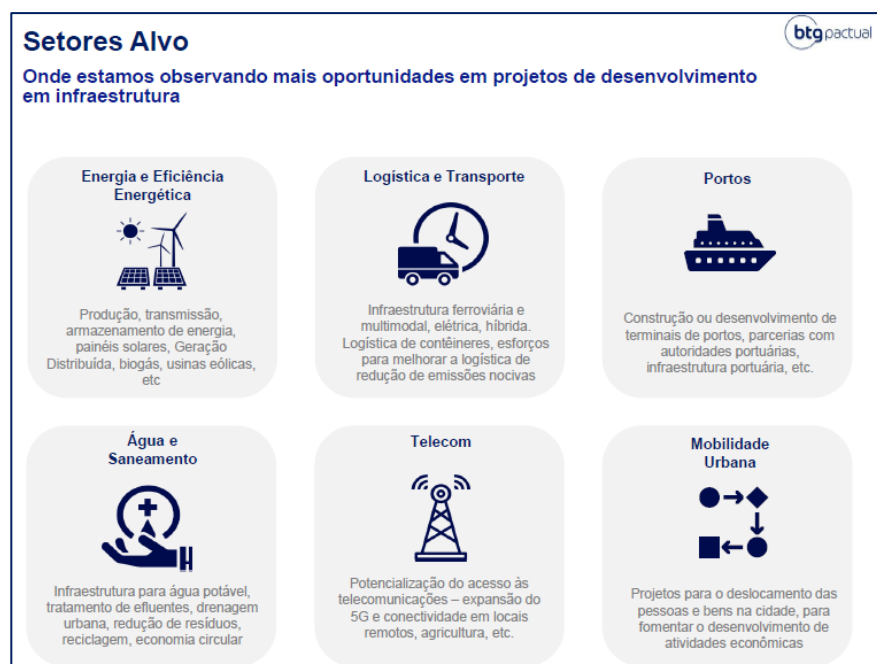 Setores Alvo
btgpactual
Onde estamos observando mais oportunidades em projetos de desenvolvimento
em infraestrutura
Energia e Eficiência
Energética
Produção, transmissão,
armazenamento de energia,
painéis solares, Geração
Distribuída, biogás, usinas eólicas,
etc
Logística e Transporte
Infraestrutura ferroviária e
multimodal, elétrica, híbrida.
Logística de contêineres, esforços
para melhorar a logística de
redução de emissões nocivas
Portos
Construção ou desenvolvimento de
terminais de portos, parcerias com
autoridades portuárias,
infraestrutura portuária, etc.
Água e
Saneamento
Infraestrutura para água potável,
tratamento de efluentes, drenagem
urbana, redução de resíduos,
reciclagem, economia circular
Telecom
Potencialização do acesso às
telecomunicações – expansão do
5G e conectividade em locais
remotos, agricultura, etc.
Mobilidade
Urbana
Projetos para o deslocamento das
pessoas e bens na cidade, para
fomentar o desenvolvimento de
atividades econômicas